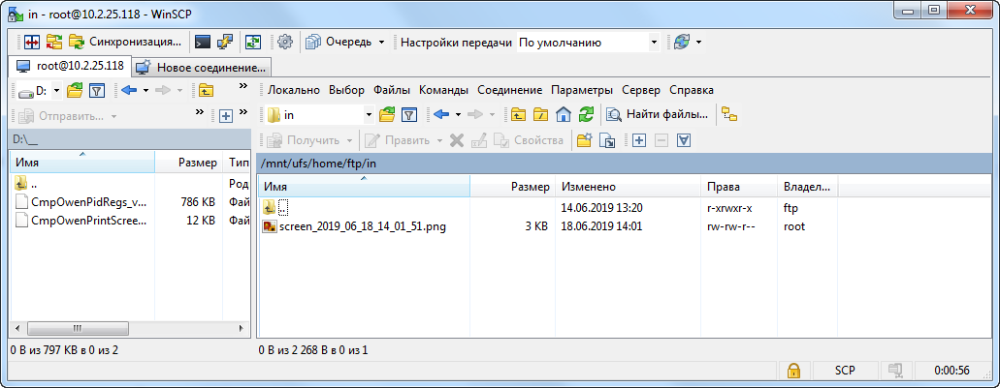 in - root@10.2.25.118 - WinSCP
Синхронизация... Очередь Настройки передачи По умолчанию
root@10.2.25.118 Новое соединение...
D: Локально Выбор Файлы Команды Соединение Параметры Сервер Справка
in Найти файлы...
Отправить... Получить Править Свойства
D:\__ /mnt/ufs/home/ftp/in
Имя Размер Тип Имя Размер Изменено Права Владел...
.. Род .. 14.06.2019 13:20 r-xrwxr-x ftp
CmpOwenPidRegs_v... 786 KB Фай screen_2019_06_18_14_01_51.png 3 KB 18.06.2019 14:01 rw-rw-r-- root
CmpOwenPrintScree... 12 KB Фай
0 B из 797 KB в 0 из 2 0 B из 2 268 B в 0 из 1
SCP 0:00:56